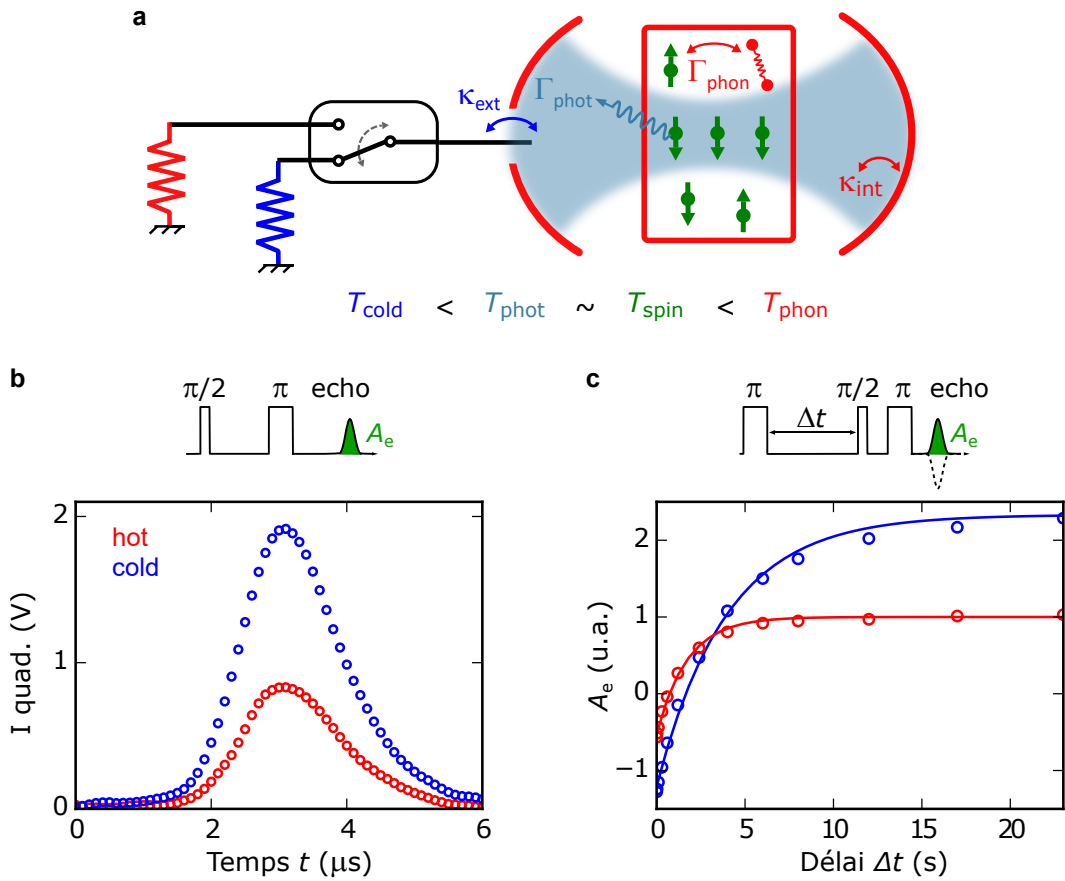 a
κext
Γphot
Γphon
κint
Tcold < Tphot ~ Tspin < Tphon
b
π/2 π echo
Ae
2
hot
cold
1
0
I quad. (V)
0 2 4 6
Temps t (μs)
c
π π/2 π echo
Δt
Ae
2
1
0
−1
Ae (u.a.)
0 5 10 15 20
Délai Δt (s)